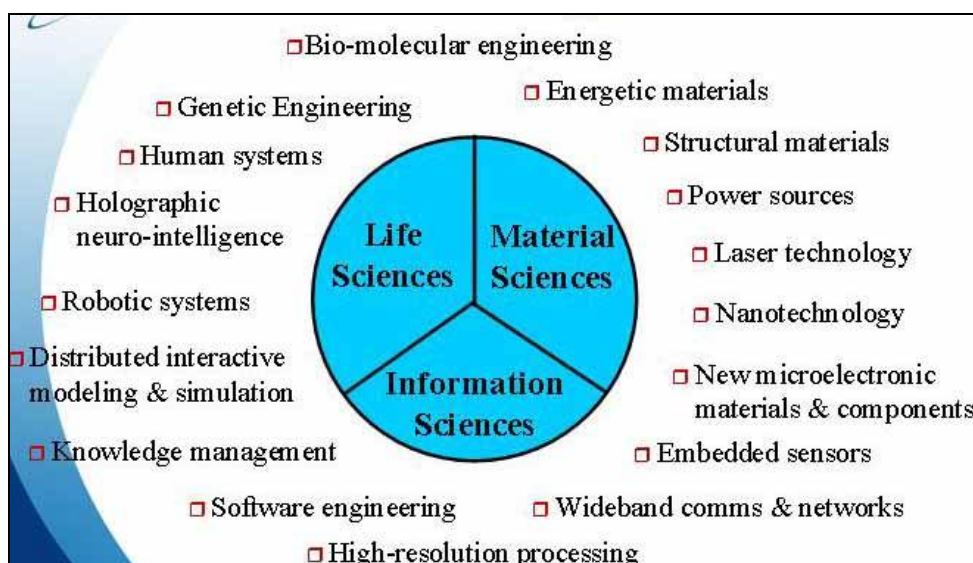 Bio-molecular engineering
Genetic Engineering
Energetic materials
Human systems
Structural materials
Holographic
neuro-intelligence
Power sources
Life
Sciences
Material
Sciences
Laser technology
Robotic systems
Nanotechnology
Distributed interactive
modeling & simulation
Information
Sciences
New microelectronic
materials & components
Knowledge management
Embedded sensors
Software engineering
Wideband comms & networks
High-resolution processing